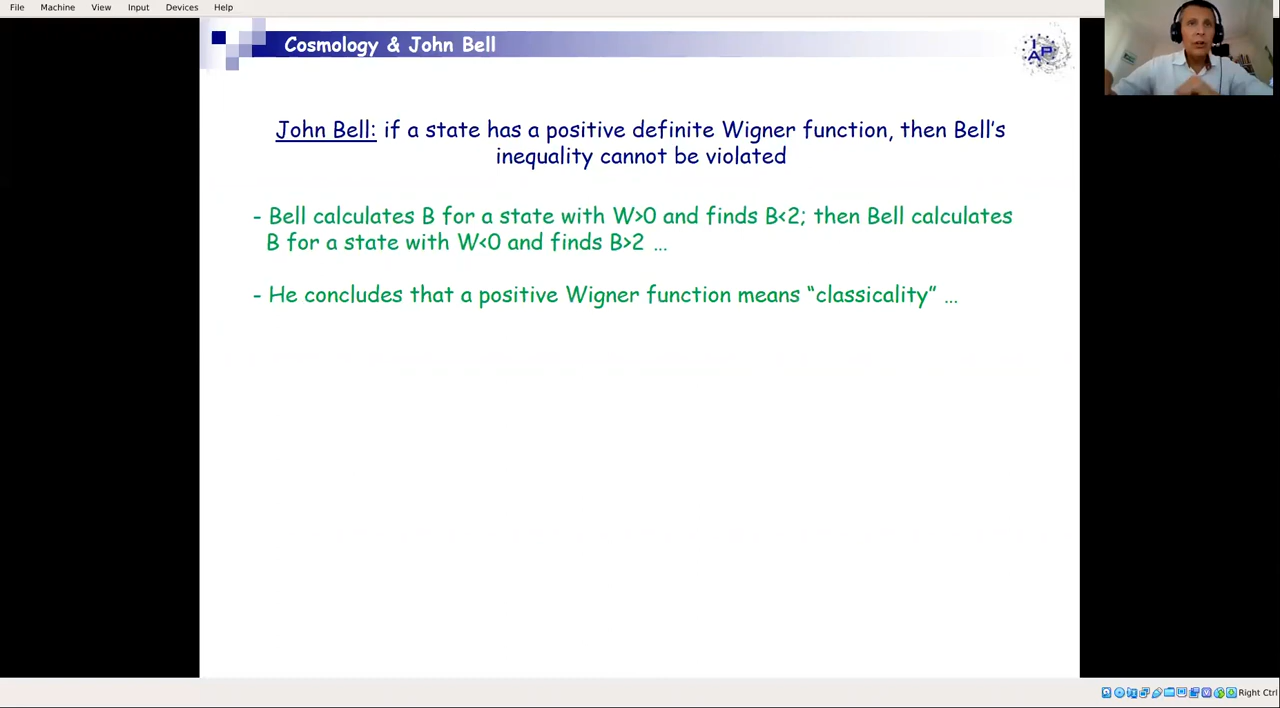 File Machine View Input Devices Help
Cosmology & John Bell
IAP
John Bell: if a state has a positive definite Wigner function, then Bell's
inequality cannot be violated
- Bell calculates B for a state with W>0 and finds B<2; then Bell calculates
B for a state with W<0 and finds B>2 ...
- He concludes that a positive Wigner function means "classicality" ...
Right Ctrl